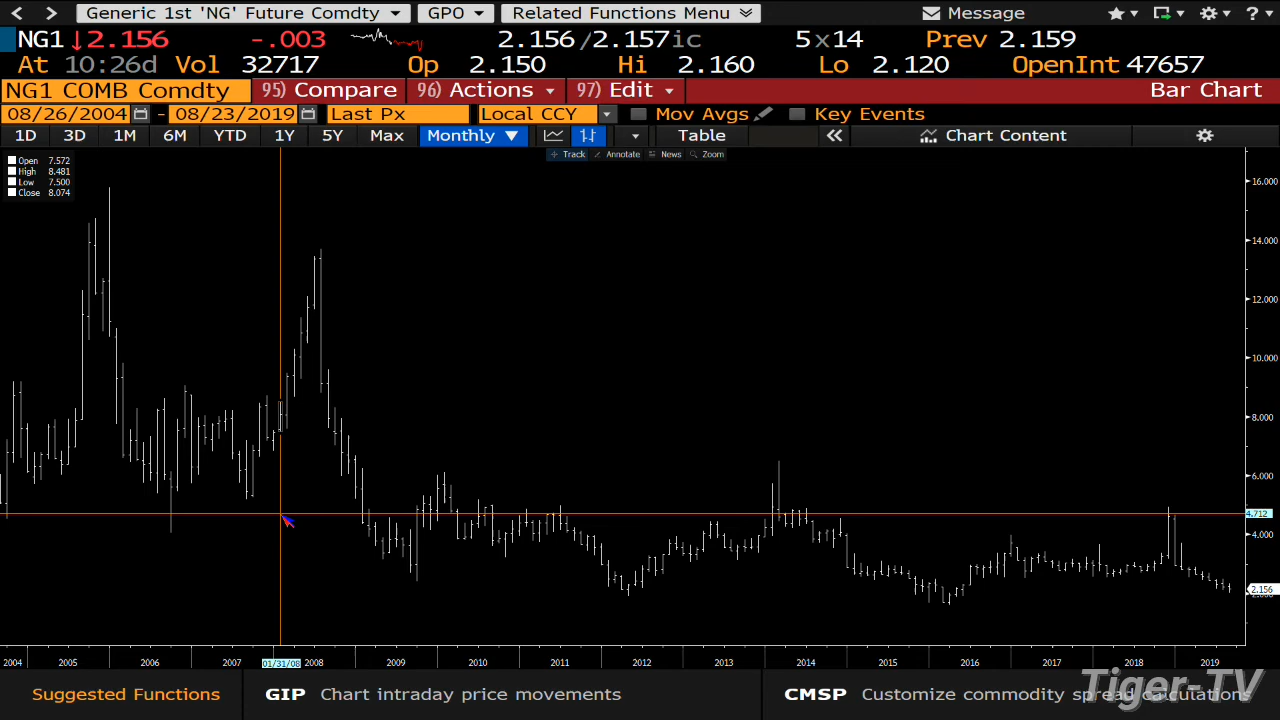 Generic 1st 'NG' Future Comdty GPO Related Functions Menu Message ?
NG1 ↓2.156 -.003 2.156/2.157ic 5x14 Prev 2.159
At 10:26d Vol 32717 Op 2.150 Hi 2.160 Lo 2.120 OpenInt 47657
NG1 COMB Comdty 95) Compare 96) Actions 97) Edit Bar Chart
08/26/2004 - 08/23/2019 Last Px Local CCY Mov Avgs Key Events
1D 3D 1M 6M YTD 1Y 5Y Max Monthly ▼ Table « Chart Content
Track Annotate News Zoom
Open 7.572
High 8.481
Low 7.500
Close 8.074
16.000
14.000
12.000
10.000
8.000
6.000
4.712
4.000
2.156
2004 2005 2006 2007 01/31/08 2008 2009 2010 2011 2012 2013 2014 2015 2016 2017 2018 2019
Suggested Functions GIP Chart intraday price movements CMSP Customize commodity spread calculations
Tiger-TV